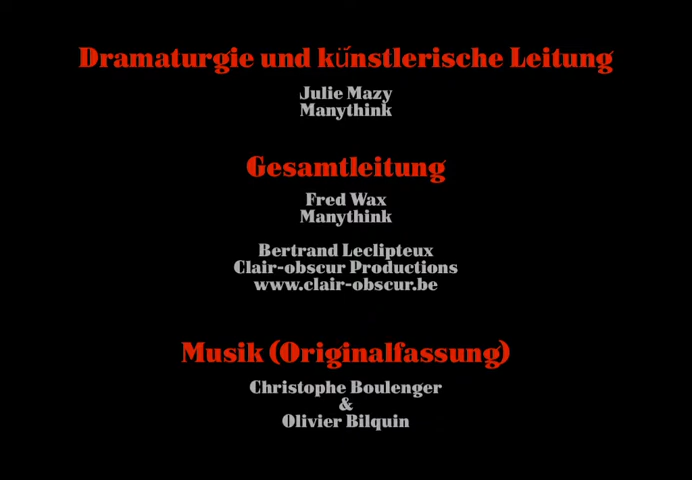 Dramaturgie und künstlerische Leitung
Julie Mazy
Manythink
Gesamtleitung
Fred Wax
Manythink
Bertrand Leclipteux
Clair-obscur Productions
www.clair-obscur.be
Musik (Originalfassung)
Christophe Boulenger
&
Olivier Bilquin